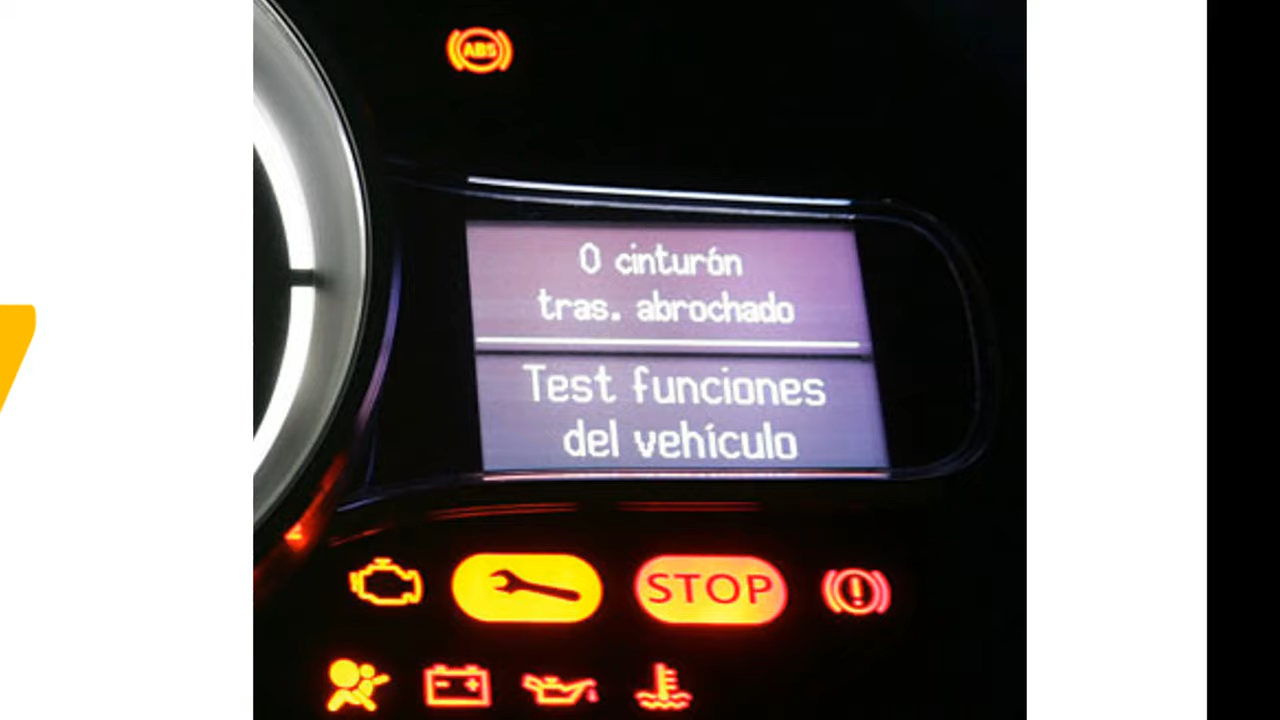 ABS
0 cinturón
tras. abrochado
Test funciones
del vehículo
STOP